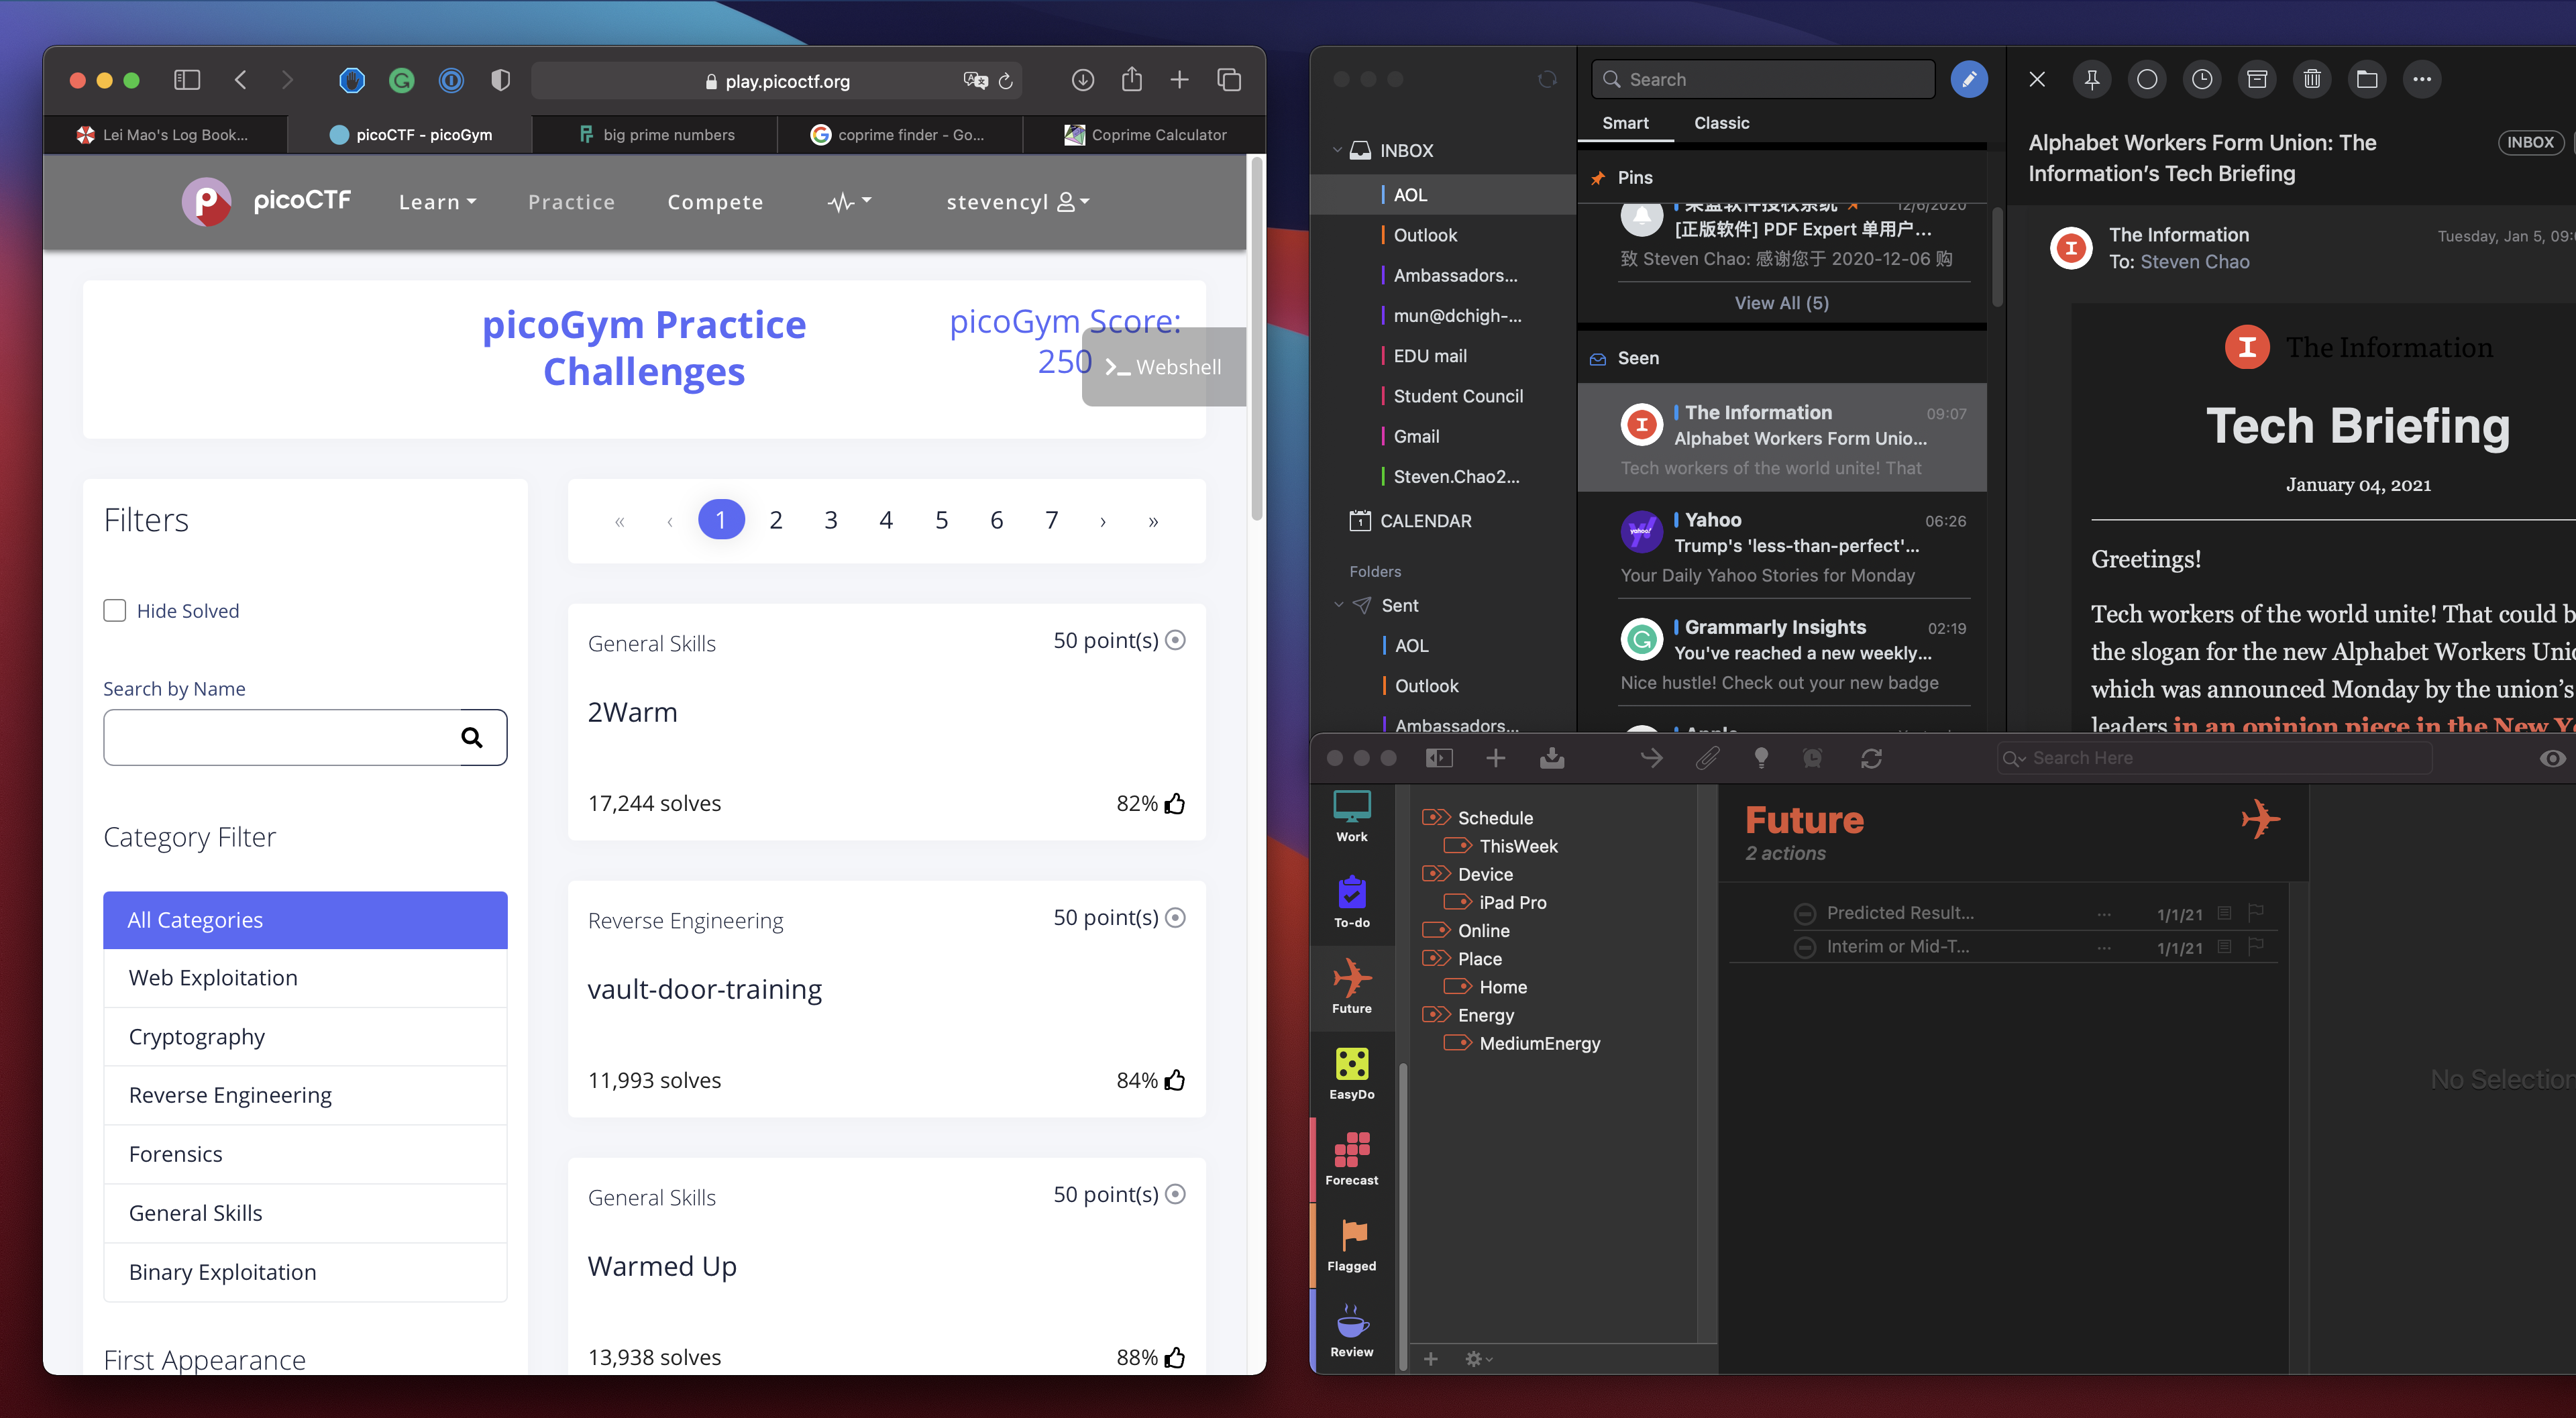 play.picoctf.org
Lei Mao's Log Book...
picoCTF - picoGym
big prime numbers
coprime finder - Go...
Coprime Calculator
picoCTF
Learn
Practice
Compete
stevencyl
picoGym Practice
Challenges
picoGym Score:
250
Webshell
Filters
Hide Solved
Search by Name
Category Filter
All Categories
Web Exploitation
Cryptography
Reverse Engineering
Forensics
General Skills
Binary Exploitation
First Appearance
« ‹ 1 2 3 4 5 6 7 › »
General Skills
50 point(s)
2Warm
17,244 solves
82%
Reverse Engineering
50 point(s)
vault-door-training
11,993 solves
84%
General Skills
50 point(s)
Warmed Up
13,938 solves
88%
INBOX
AOL
Outlook
Ambassadors...
mun@dchigh-...
EDU mail
Student Council
Gmail
Steven.Chao2...
CALENDAR
Folders
Sent
AOL
Outlook
Ambassadors...
Search
Smart
Classic
Pins
12/6/2020
[正版软件] PDF Expert 单用户...
致 Steven Chao: 感谢您于 2020-12-06 购
View All (5)
Seen
The Information
09:07
Alphabet Workers Form Unio...
Tech workers of the world unite! That
Yahoo
06:26
Trump's 'less-than-perfect'...
Your Daily Yahoo Stories for Monday
Grammarly Insights
02:19
You've reached a new weekly...
Nice hustle! Check out your new badge
Alphabet Workers Form Union: The
Information's Tech Briefing
INBOX
The Information
Tuesday, Jan 5, 09:0
To: Steven Chao
The Information
Tech Briefing
January 04, 2021
Greetings!
Tech workers of the world unite! That could b
the slogan for the new Alphabet Workers Unio
which was announced Monday by the union's
leaders in an opinion piece in the New Yo
Search Here
Work
To-do
Future
EasyDo
Forecast
Flagged
Review
Schedule
ThisWeek
Device
iPad Pro
Online
Place
Home
Energy
MediumEnergy
Future
2 actions
Predicted Result...
1/1/21
Interim or Mid-T...
1/1/21
No Selection